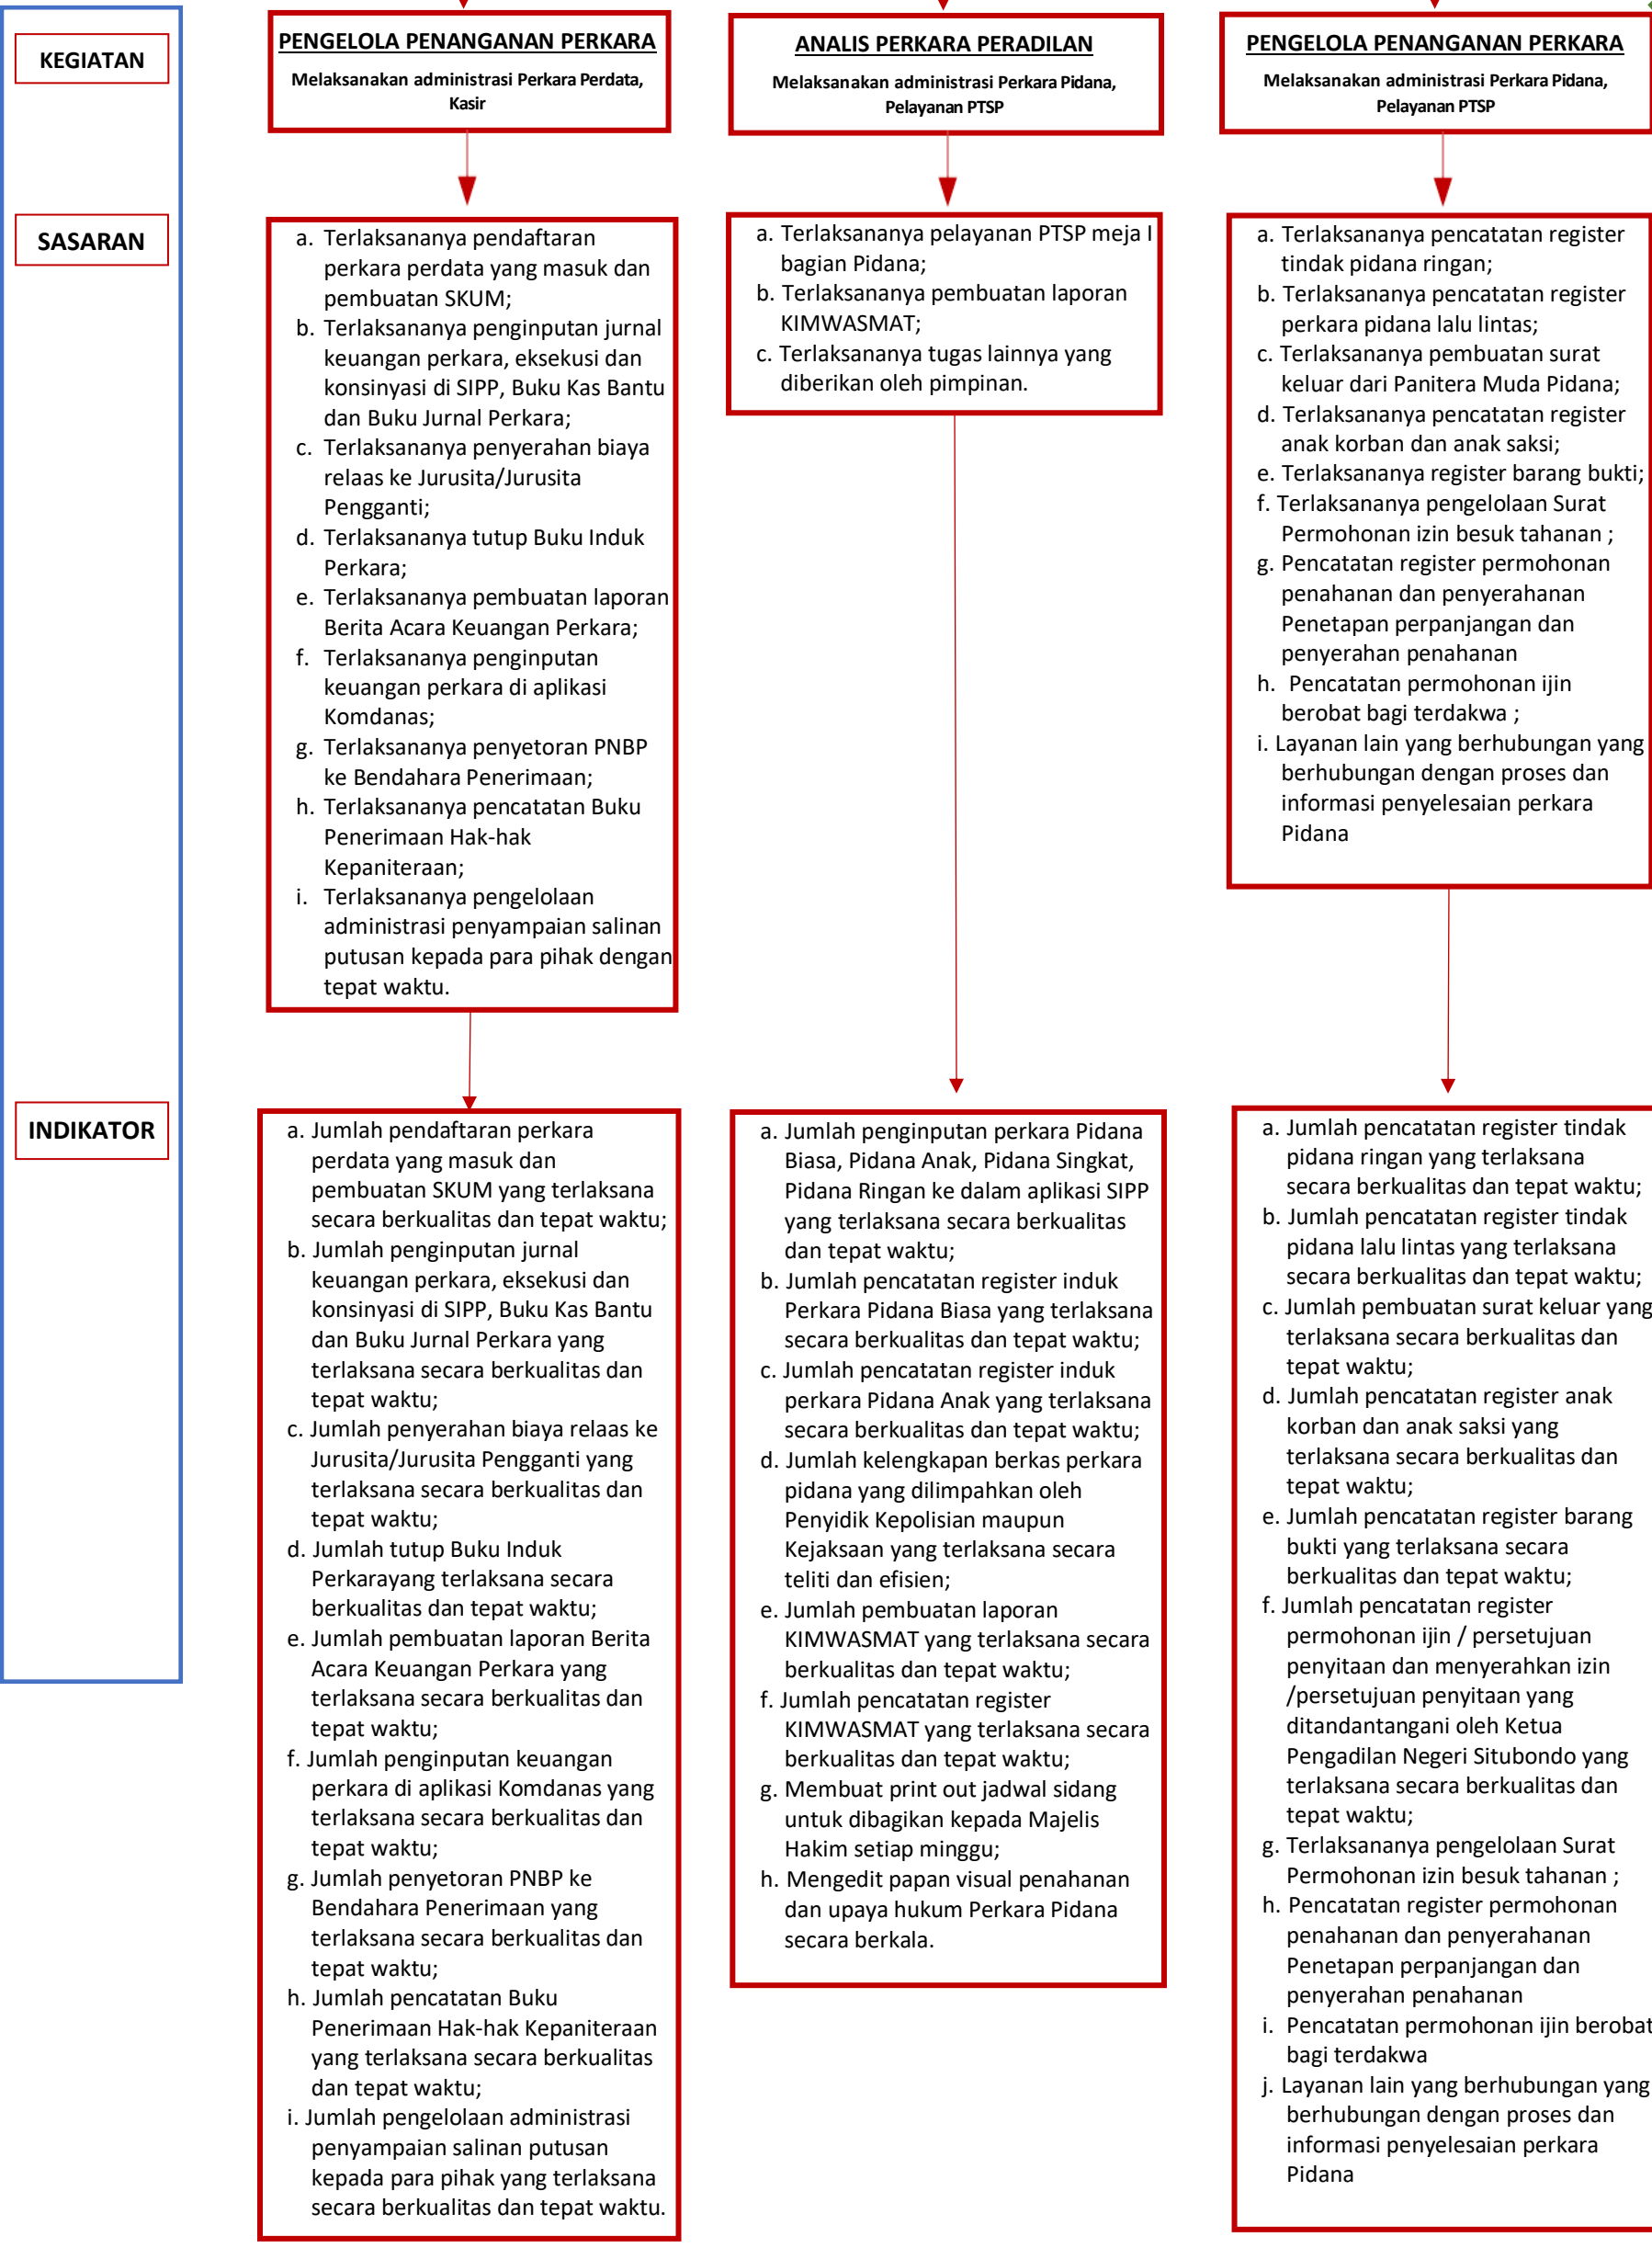 KEGIATAN
PENGELOLA PENANGANAN PERKARA
Melaksanakan administrasi Perkara Perdata,
Kasir
ANALIS PERKARA PERADILAN
Melaksanakan administrasi Perkara Pidana,
Pelayanan PTSP
PENGELOLA PENANGANAN PERKARA
Melaksanakan administrasi Perkara Pidana,
Pelayanan PTSP
SASARAN
a. Terlaksananya pendaftaran
perkara perdata yang masuk dan
pembuatan SKUM;
b. Terlaksananya penginputan jurnal
keuangan perkara, eksekusi dan
konsinyasi di SIPP, Buku Kas Bantu
dan Buku Jurnal Perkara;
c. Terlaksananya penyerahan biaya
relaas ke Jurusita/Jurusita
Pengganti;
d. Terlaksananya tutup Buku Induk
Perkara;
e. Terlaksananya pembuatan laporan
Berita Acara Keuangan Perkara;
f. Terlaksananya penginputan
keuangan perkara di aplikasi
Komdanas;
g. Terlaksananya penyetoran PNBP
ke Bendahara Penerimaan;
h. Terlaksananya pencatatan Buku
Penerimaan Hak-hak
Kepaniteraan;
i. Terlaksananya pengelolaan
administrasi penyampaian salinan
putusan kepada para pihak dengan
tepat waktu.
a. Terlaksananya pelayanan PTSP meja I
bagian Pidana;
b. Terlaksananya pembuatan laporan
KIMWASMAT;
c. Terlaksananya tugas lainnya yang
diberikan oleh pimpinan.
a. Terlaksananya pencatatan register
tindak pidana ringan;
b. Terlaksananya pencatatan register
perkara pidana lalu lintas;
c. Terlaksananya pembuatan surat
keluar dari Panitera Muda Pidana;
d. Terlaksananya pencatatan register
anak korban dan anak saksi;
e. Terlaksananya register barang bukti;
f. Terlaksananya pengelolaan Surat
Permohonan izin besuk tahanan ;
g. Pencatatan register permohonan
penahanan dan penyerahanan
Penetapan perpanjangan dan
penyerahan penahanan
h. Pencatatan permohonan ijin
berobat bagi terdakwa ;
i. Layanan lain yang berhubungan yang
berhubungan dengan proses dan
informasi penyelesaian perkara
Pidana
INDIKATOR
a. Jumlah pendaftaran perkara
perdata yang masuk dan
pembuatan SKUM yang terlaksana
secara berkualitas dan tepat waktu;
b. Jumlah penginputan jurnal
keuangan perkara, eksekusi dan
konsinyasi di SIPP, Buku Kas Bantu
dan Buku Jurnal Perkara yang
terlaksana secara berkualitas dan
tepat waktu;
c. Jumlah penyerahan biaya relaas ke
Jurusita/Jurusita Pengganti yang
terlaksana secara berkualitas dan
tepat waktu;
d. Jumlah tutup Buku Induk
Perkarayang terlaksana secara
berkualitas dan tepat waktu;
e. Jumlah pembuatan laporan Berita
Acara Keuangan Perkara yang
terlaksana secara berkualitas dan
tepat waktu;
f. Jumlah penginputan keuangan
perkara di aplikasi Komdanas yang
terlaksana secara berkualitas dan
tepat waktu;
g. Jumlah penyetoran PNBP ke
Bendahara Penerimaan yang
terlaksana secara berkualitas dan
tepat waktu;
h. Jumlah pencatatan Buku
Penerimaan Hak-hak Kepaniteraan
yang terlaksana secara berkualitas
dan tepat waktu;
i. Jumlah pengelolaan administrasi
penyampaian salinan putusan
kepada para pihak yang terlaksana
secara berkualitas dan tepat waktu.
a. Jumlah penginputan perkara Pidana
Biasa, Pidana Anak, Pidana Singkat,
Pidana Ringan ke dalam aplikasi SIPP
yang terlaksana secara berkualitas
dan tepat waktu;
b. Jumlah pencatatan register induk
Perkara Pidana Biasa yang terlaksana
secara berkualitas dan tepat waktu;
c. Jumlah pencatatan register induk
perkara Pidana Anak yang terlaksana
secara berkualitas dan tepat waktu;
d. Jumlah kelengkapan berkas perkara
pidana yang dilimpahkan oleh
Penyidik Kepolisian maupun
Kejaksaan yang terlaksana secara
teliti dan efisien;
e. Jumlah pembuatan laporan
KIMWASMAT yang terlaksana secara
berkualitas dan tepat waktu;
f. Jumlah pencatatan register
KIMWASMAT yang terlaksana secara
berkualitas dan tepat waktu;
g. Membuat print out jadwal sidang
untuk dibagikan kepada Majelis
Hakim setiap minggu;
h. Mengedit papan visual penahanan
dan upaya hukum Perkara Pidana
secara berkala.
a. Jumlah pencatatan register tindak
pidana ringan yang terlaksana
secara berkualitas dan tepat waktu;
b. Jumlah pencatatan register tindak
pidana lalu lintas yang terlaksana
secara berkualitas dan tepat waktu;
c. Jumlah pembuatan surat keluar yang
terlaksana secara berkualitas dan
tepat waktu;
d. Jumlah pencatatan register anak
korban dan anak saksi yang
terlaksana secara berkualitas dan
tepat waktu;
e. Jumlah pencatatan register barang
bukti yang terlaksana secara
berkualitas dan tepat waktu;
f. Jumlah pencatatan register
permohonan ijin / persetujuan
penyitaan dan menyerahkan izin
/persetujuan penyitaan yang
ditandantangani oleh Ketua
Pengadilan Negeri Situbondo yang
terlaksana secara berkualitas dan
tepat waktu;
g. Terlaksananya pengelolaan Surat
Permohonan izin besuk tahanan ;
h. Pencatatan register permohonan
penahanan dan penyerahanan
Penetapan perpanjangan dan
penyerahan penahanan
i. Pencatatan permohonan ijin berobat
bagi terdakwa
j. Layanan lain yang berhubungan yang
berhubungan dengan proses dan
informasi penyelesaian perkara
Pidana